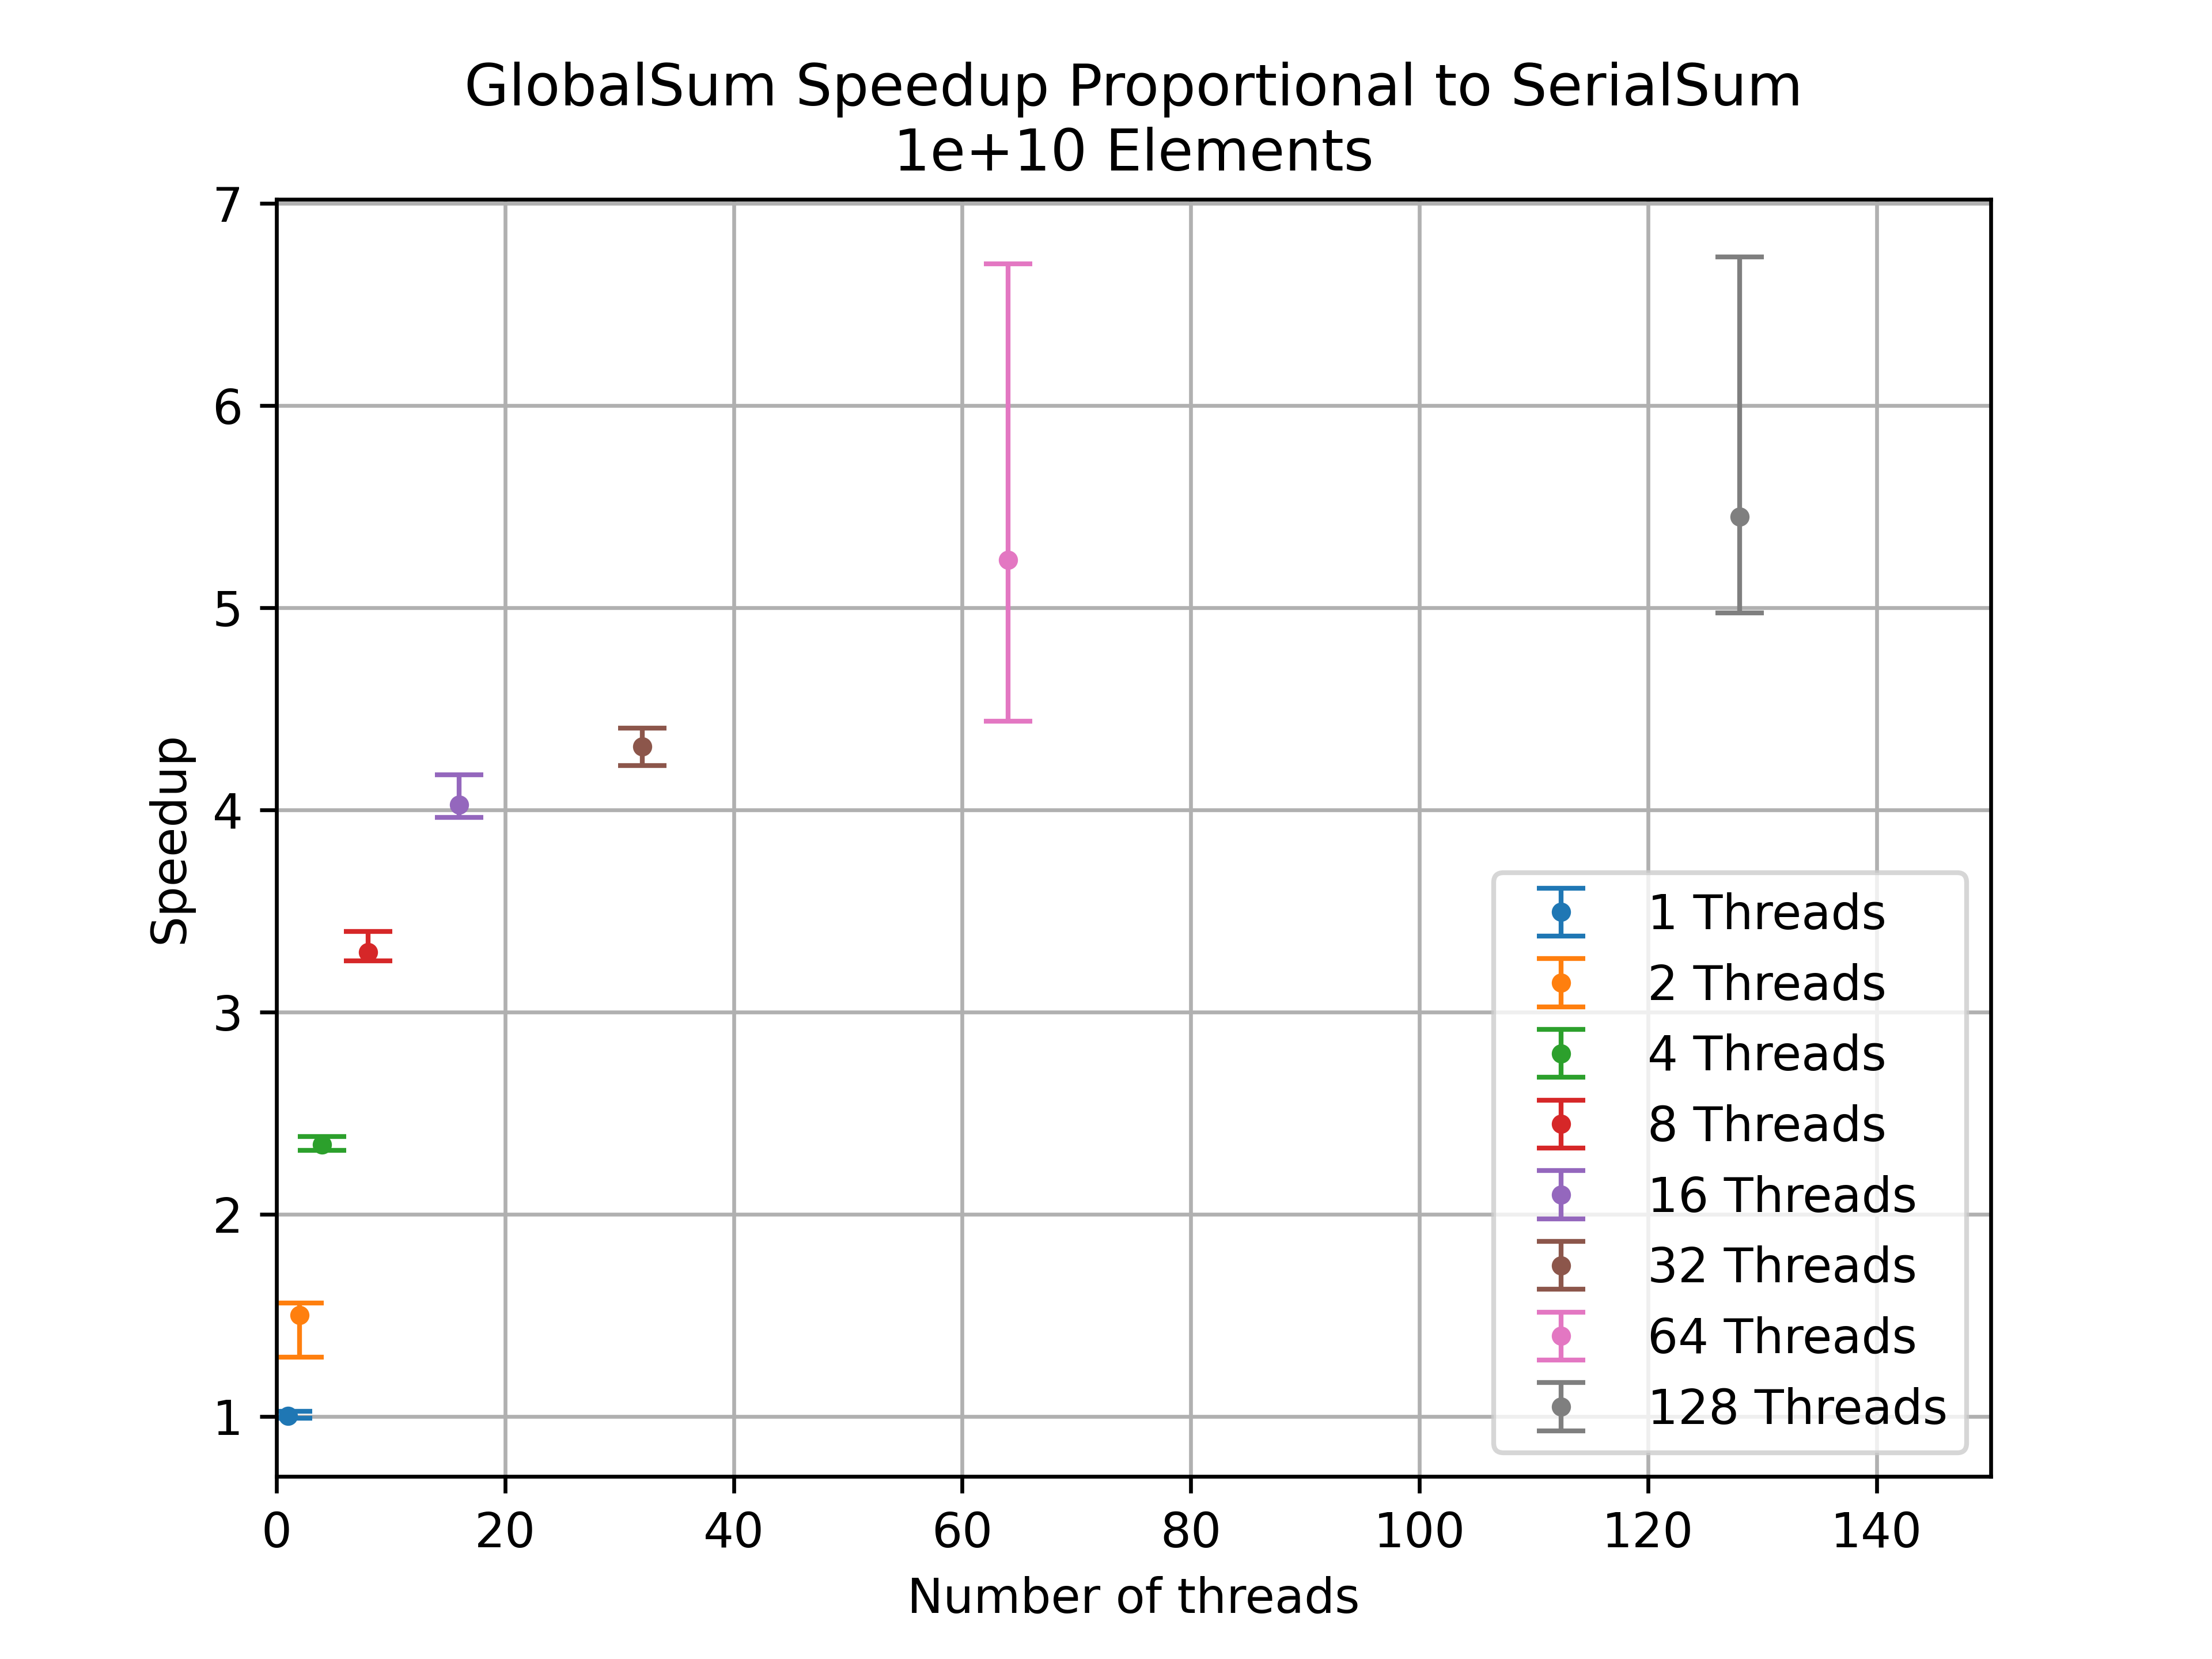 GlobalSum Speedup Proportional to SerialSum
1e+10 Elements
7
6
5
4
3
2
1
Speedup
1 Threads
2 Threads
4 Threads
8 Threads
16 Threads
32 Threads
64 Threads
128 Threads
0 20 40 60 80 100 120 140
Number of threads